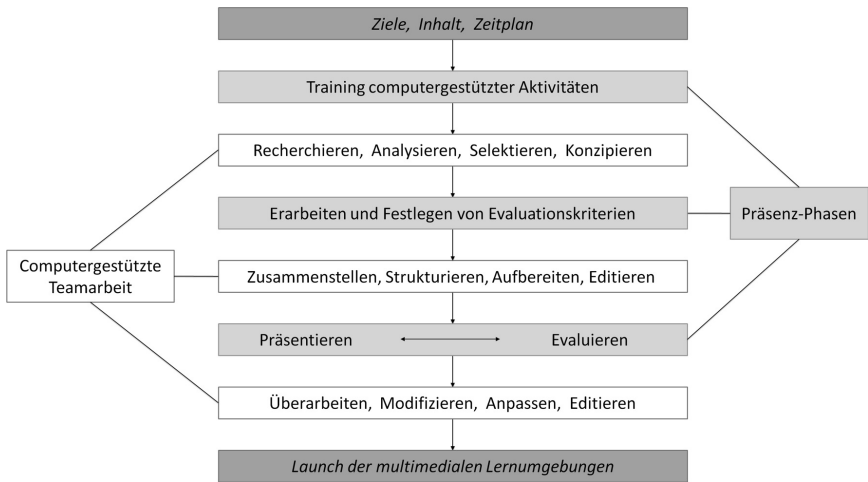 Ziele, Inhalt, Zeitplan
Training computergestützter Aktivitäten
Recherchieren, Analysieren, Selektieren, Konzipieren
Erarbeiten und Festlegen von Evaluationskriterien
Präsenz-Phasen
Computergestützte
Teamarbeit
Zusammenstellen, Strukturieren, Aufbereiten, Editieren
Präsentieren Evaluieren
Überarbeiten, Modifizieren, Anpassen, Editieren
Launch der multimedialen Lernumgebungen